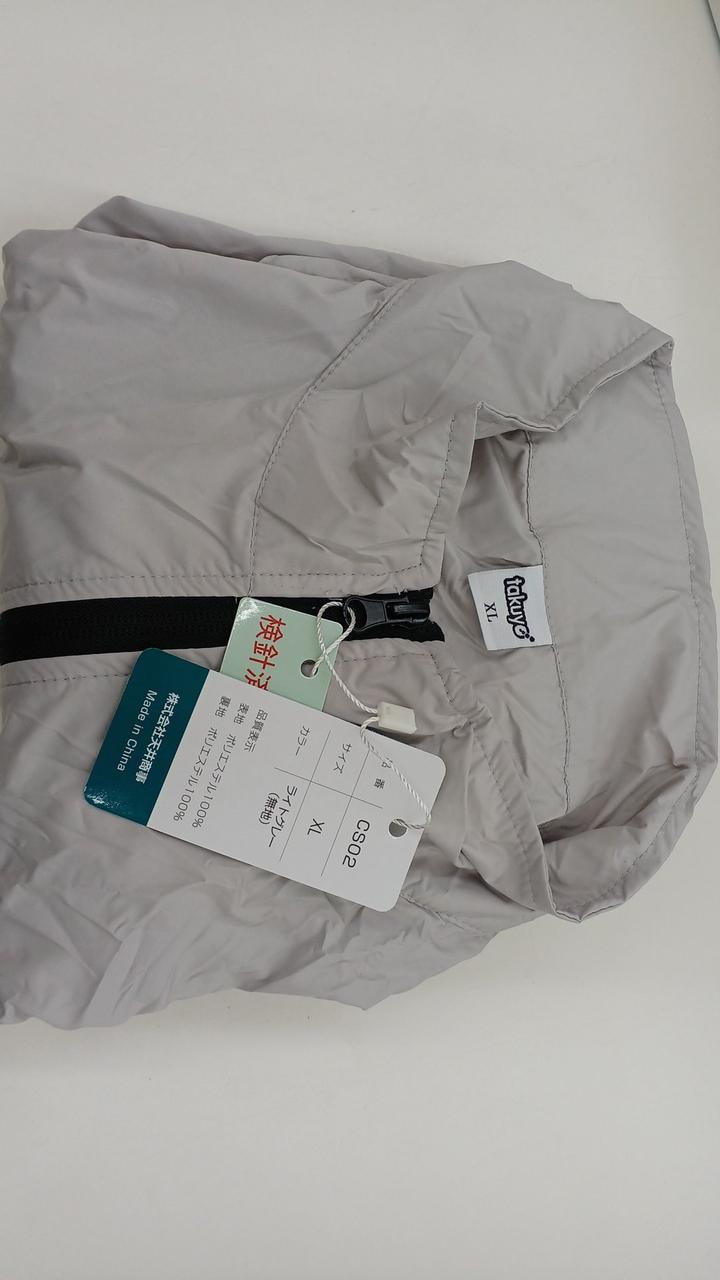 takuyo
XL
検針済
品番 CS02
サイズ XL
カラー ライトグレー
(無地)
品質表示
表地 ポリエステル100%
裏地 ポリエステル100%
株式会社天井商事
Made in China